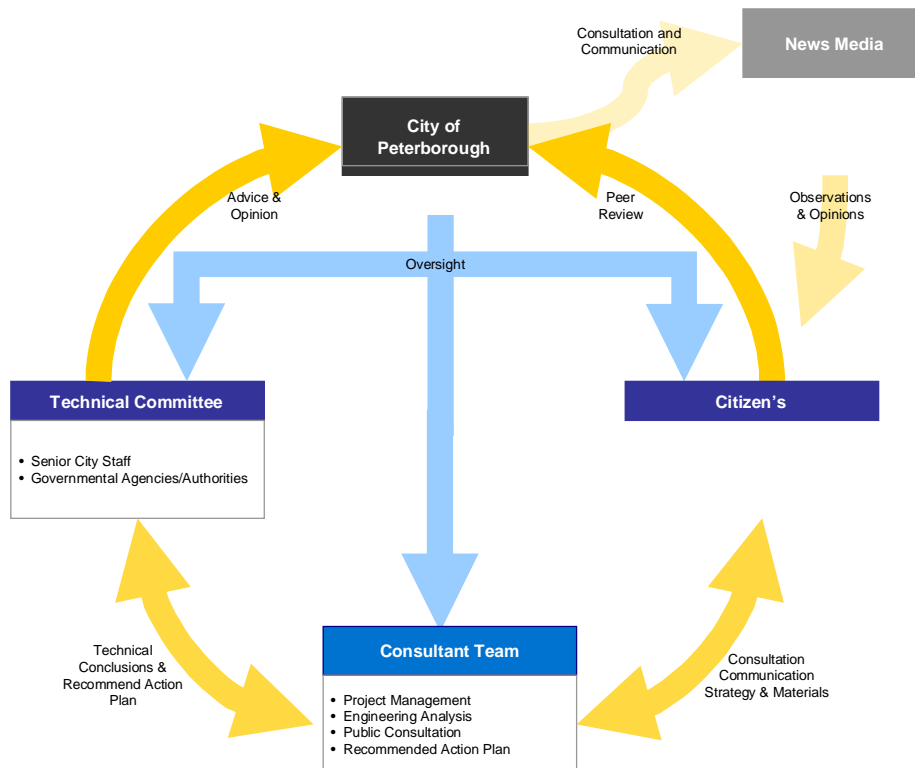 Consultation and
Communication
News Media
City of
Peterborough
Advice &
Opinion
Peer
Review
Observations
& Opinions
Oversight
Technical Committee
• Senior City Staff
• Governmental Agencies/Authorities
Citizen’s
Technical
Conclusions &
Recommend Action
Plan
Consultant Team
• Project Management
• Engineering Analysis
• Public Consultation
• Recommended Action Plan
Consultation
Communication
Strategy & Materials